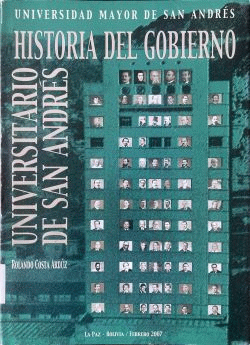 UNIVERSIDAD MAYOR DE SAN ANDRÉS
HISTORIA DEL GOBIERNO
UNIVERSITARIO
DE SAN ANDRÉS
ROLANDO COSTA ARDÚZ
LA PAZ - BOLIVIA / FEBRERO 2007